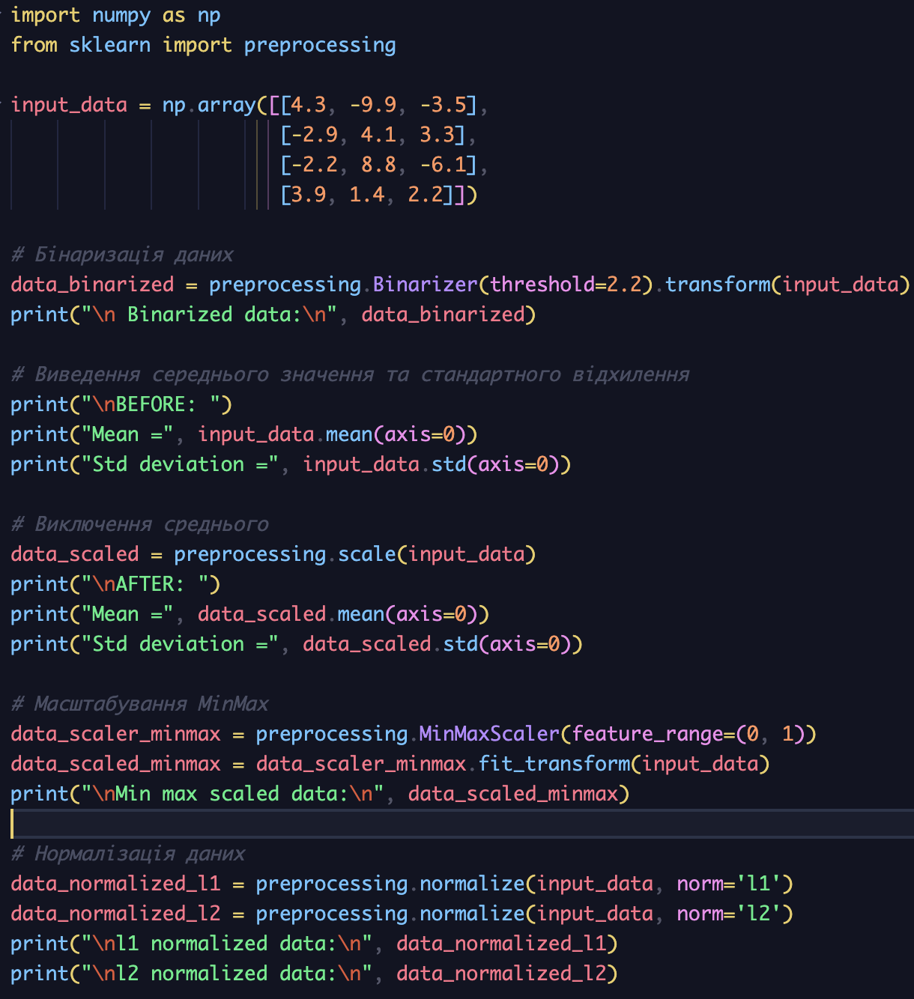 import numpy as np
from sklearn import preprocessing

input_data = np.array([[4.3, -9.9, -3.5],
                       [-2.9, 4.1, 3.3],
                       [-2.2, 8.8, -6.1],
                       [3.9, 1.4, 2.2]])

# Бінаризація даних
data_binarized = preprocessing.Binarizer(threshold=2.2).transform(input_data)
print("\n Binarized data:\n", data_binarized)

# Виведення середнього значення та стандартного відхилення
print("\nBEFORE: ")
print("Mean =", input_data.mean(axis=0))
print("Std deviation =", input_data.std(axis=0))

# Виключення среднього
data_scaled = preprocessing.scale(input_data)
print("\nAFTER: ")
print("Mean =", data_scaled.mean(axis=0))
print("Std deviation =", data_scaled.std(axis=0))

# Масштабування MinMax
data_scaler_minmax = preprocessing.MinMaxScaler(feature_range=(0, 1))
data_scaled_minmax = data_scaler_minmax.fit_transform(input_data)
print("\nMin max scaled data:\n", data_scaled_minmax)

# Нормалізація даних
data_normalized_l1 = preprocessing.normalize(input_data, norm='l1')
data_normalized_l2 = preprocessing.normalize(input_data, norm='l2')
print("\nl1 normalized data:\n", data_normalized_l1)
print("\nl2 normalized data:\n", data_normalized_l2)